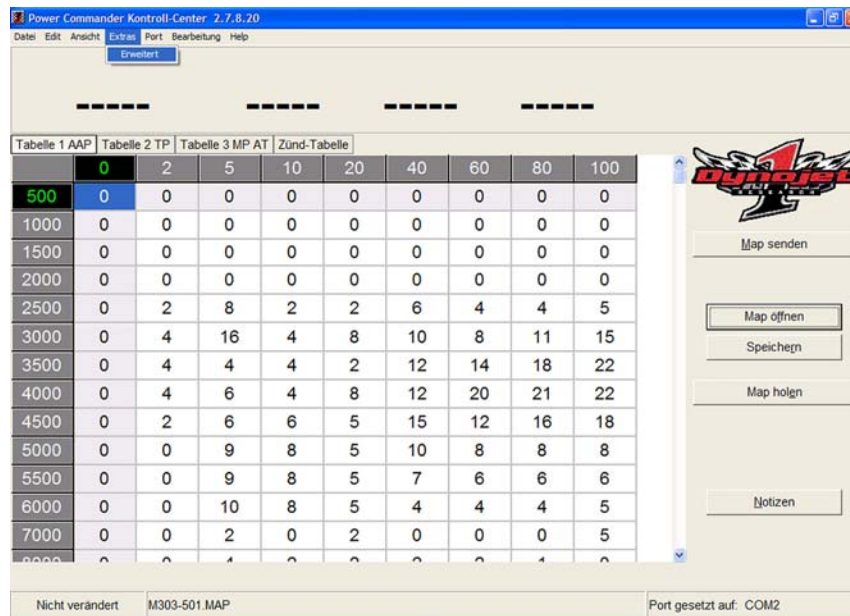 Power Commander Kontroll-Center 2.7.8.20
Datei Edit Ansicht Extras Port Bearbeitung Help
Erweitert
----- ----- ----- -----
Tabelle 1 AAP Tabelle 2 TP Tabelle 3 MP AT Zünd-Tabelle
0 2 5 10 20 40 60 80 100
500 0 0 0 0 0 0 0 0 0
1000 0 0 0 0 0 0 0 0 0
1500 0 0 0 0 0 0 0 0 0
2000 0 0 0 0 0 0 0 0 0
2500 0 2 8 2 2 6 4 4 5
3000 0 4 16 4 8 10 8 11 15
3500 0 4 4 4 2 12 14 18 22
4000 0 4 6 4 8 12 20 21 22
4500 0 2 6 6 5 15 12 16 18
5000 0 0 9 8 5 10 8 8 8
5500 0 0 9 8 5 7 6 6 6
6000 0 0 10 8 5 4 4 4 5
7000 0 0 2 0 2 0 0 0 5
Dynojet
RESEARCH
Map senden
Map öffnen
Speichern
Map holen
Notizen
Nicht verändert M303-501.MAP Port gesetzt auf: COM2